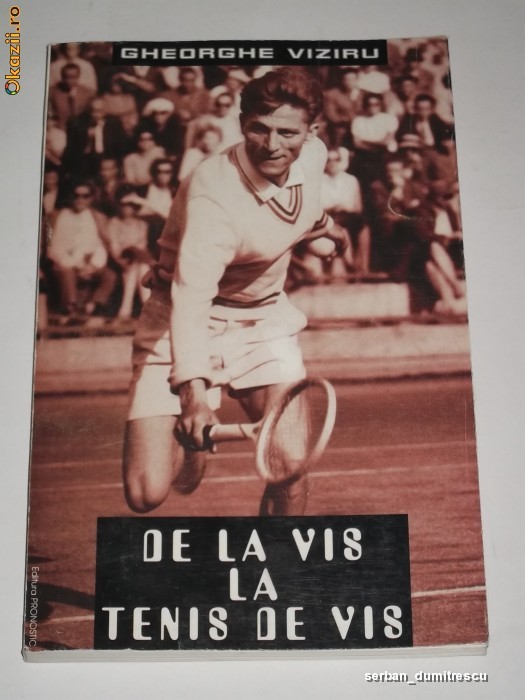 Okazii.ro
GHEORGHE VIZIRU
DE LA VIS
LA
TENIS DE VIS
Editura PRONOSTIC
serban_dumitrescu